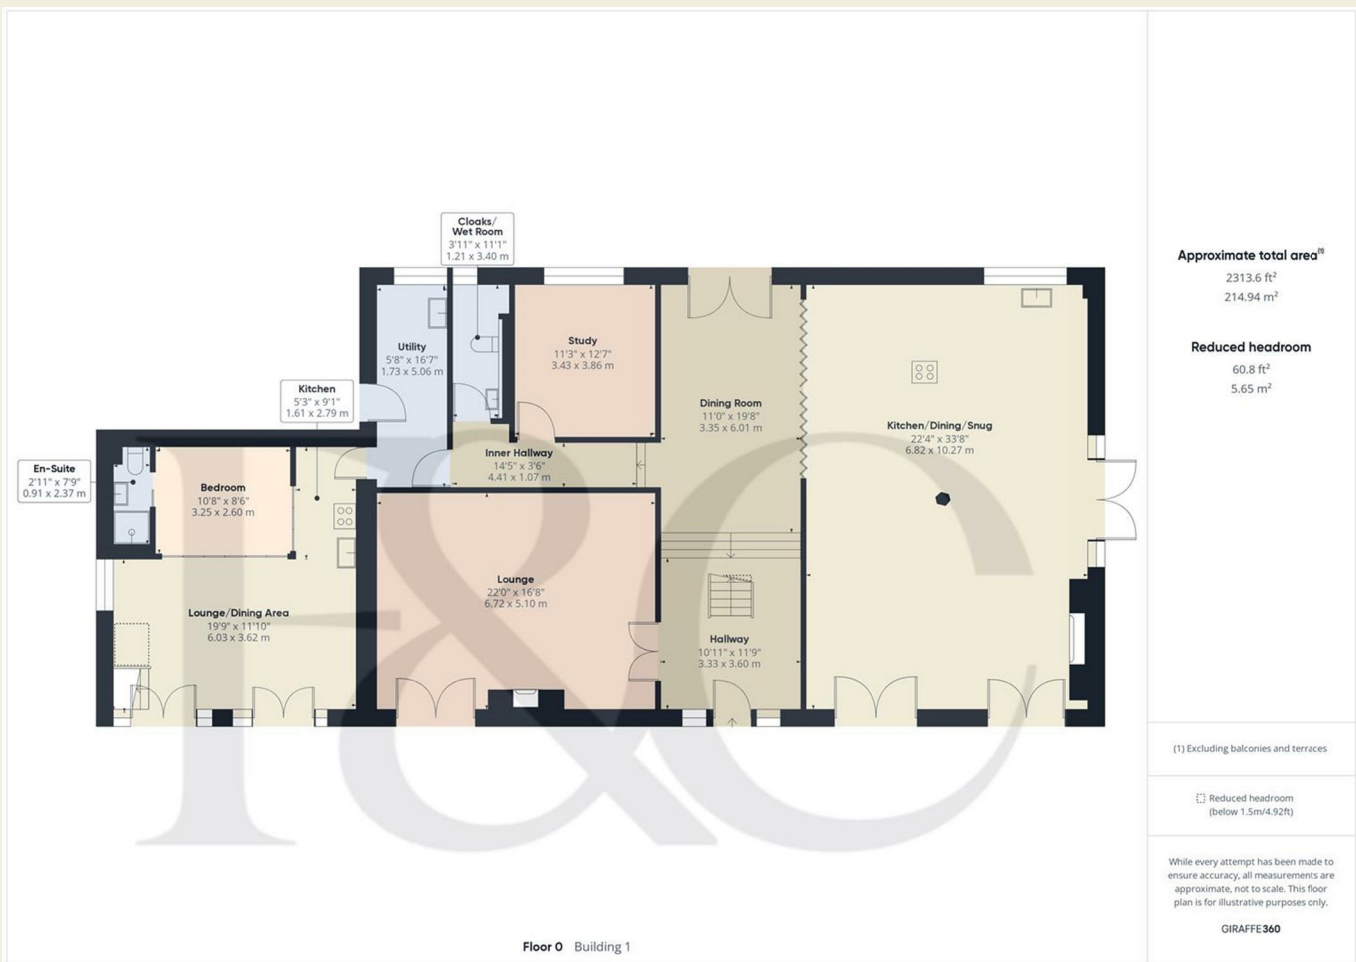 Cloaks/
Wet Room
3'11" x 11'1"
1.21 x 3.40 m
Kitchen
5'3" x 9'1"
1.61 x 2.79 m
En-Suite
2'11" x 7'9"
0.91 x 2.37 m
Bedroom
10'8" x 8'6"
3.25 x 2.60 m
Lounge/Dining Area
19'9" x 11'10"
6.03 x 3.62 m
Utility
5'8" x 16'7"
1.73 x 5.06 m
Study
11'3" x 12'7"
3.43 x 3.86 m
Inner Hallway
14'5" x 3'6"
4.41 x 1.07 m
Lounge
22'0" x 16'8"
6.72 x 5.10 m
Dining Room
11'0" x 19'8"
3.35 x 6.01 m
Hallway
10'11" x 11'9"
3.33 x 3.60 m
Kitchen/Dining/Snug
22'4" x 33'8"
6.82 x 10.27 m
F&C
Floor 0 Building 1
Approximate total area(1)
2313.6 ft²
214.94 m²
Reduced headroom
60.8 ft²
5.65 m²
(1) Excluding balconies and terraces
Reduced headroom
(below 1.5m/4.92ft)
While every attempt has been made to
ensure accuracy, all measurements are
approximate, not to scale. This floor
plan is for illustrative purposes only.
GIRAFFE360